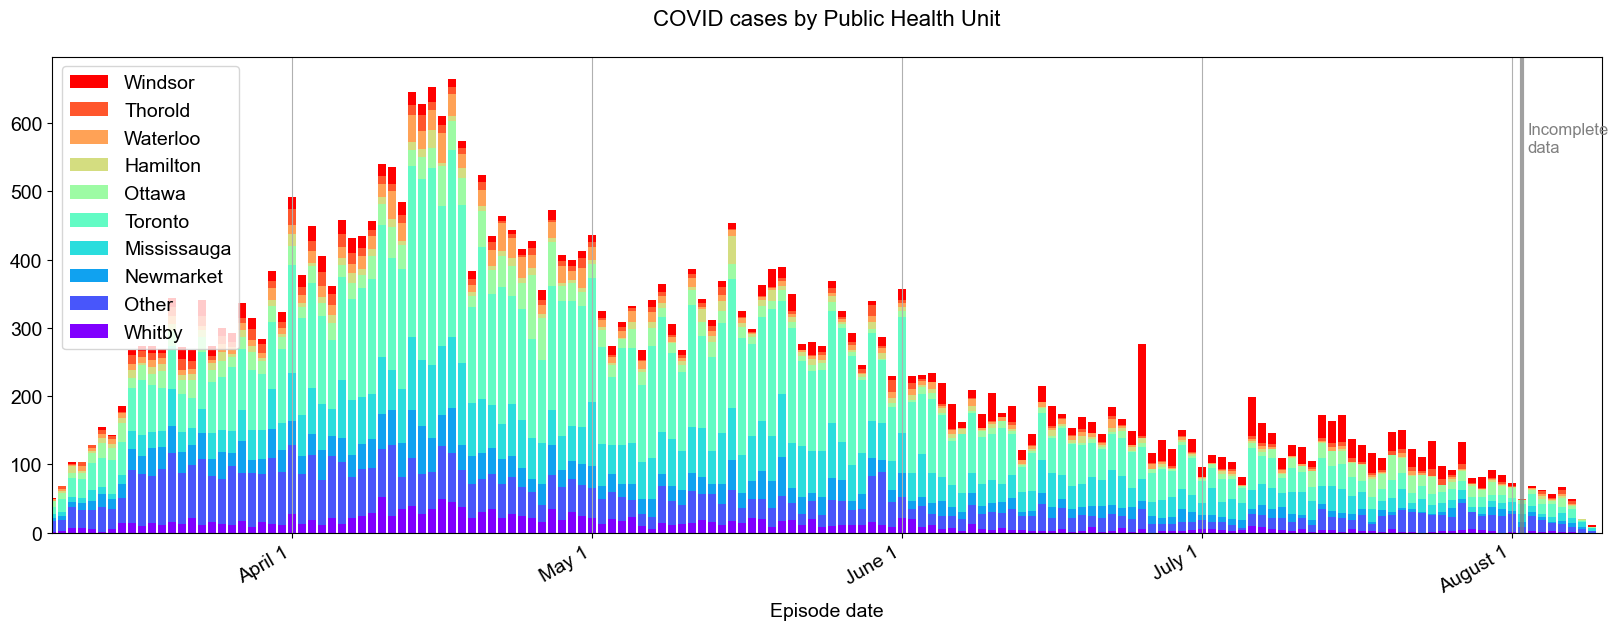 COVID cases by Public Health Unit
Windsor
Thorold
Waterloo
Hamilton
Ottawa
Toronto
Mississauga
Newmarket
Other
Whitby
600
500
400
300
200
100
0
Incomplete
data
April 1
May 1
June 1
July 1
August 1
Episode date